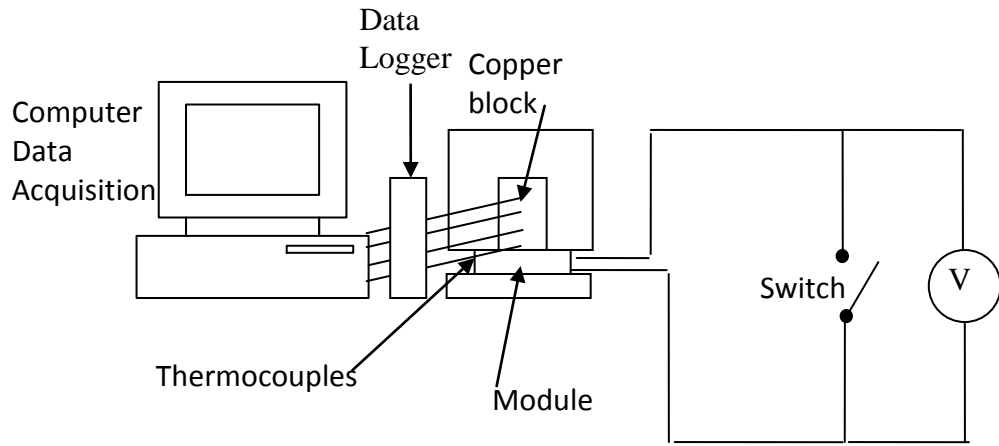 Data
Logger
Copper
block
Computer
Data
Acquisition
Switch
V
Thermocouples
Module